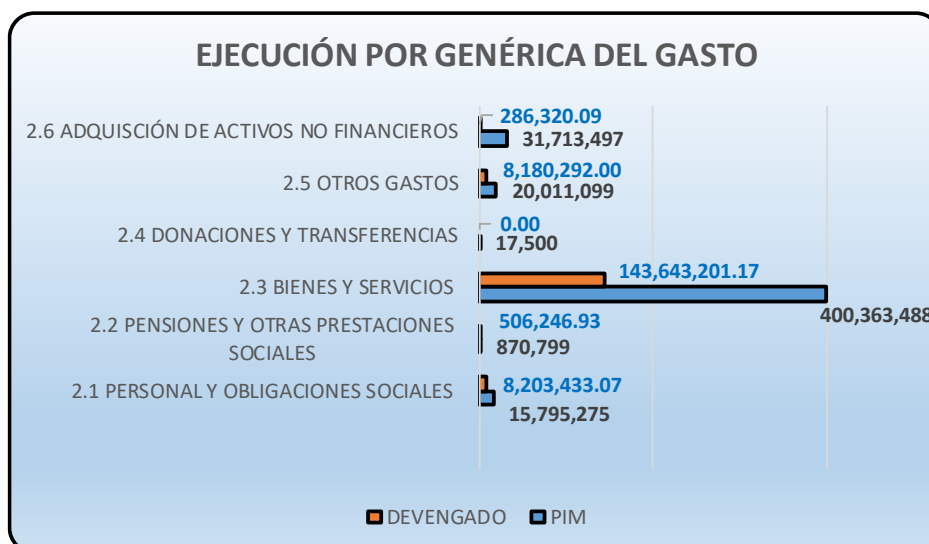 EJECUCIÓN POR GENÉRICA DEL GASTO
286,320.09
2.6 ADQUISCIÓN DE ACTIVOS NO FINANCIEROS
31,713,497
8,180,292.00
2.5 OTROS GASTOS
20,011,099
0.00
2.4 DONACIONES Y TRANSFERENCIAS
17,500
143,643,201.17
2.3 BIENES Y SERVICIOS
400,363,488
2.2 PENSIONES Y OTRAS PRESTACIONES
SOCIALES
506,246.93
870,799
2.1 PERSONAL Y OBLIGACIONES SOCIALES
8,203,433.07
15,795,275
DEVENGADO
PIM